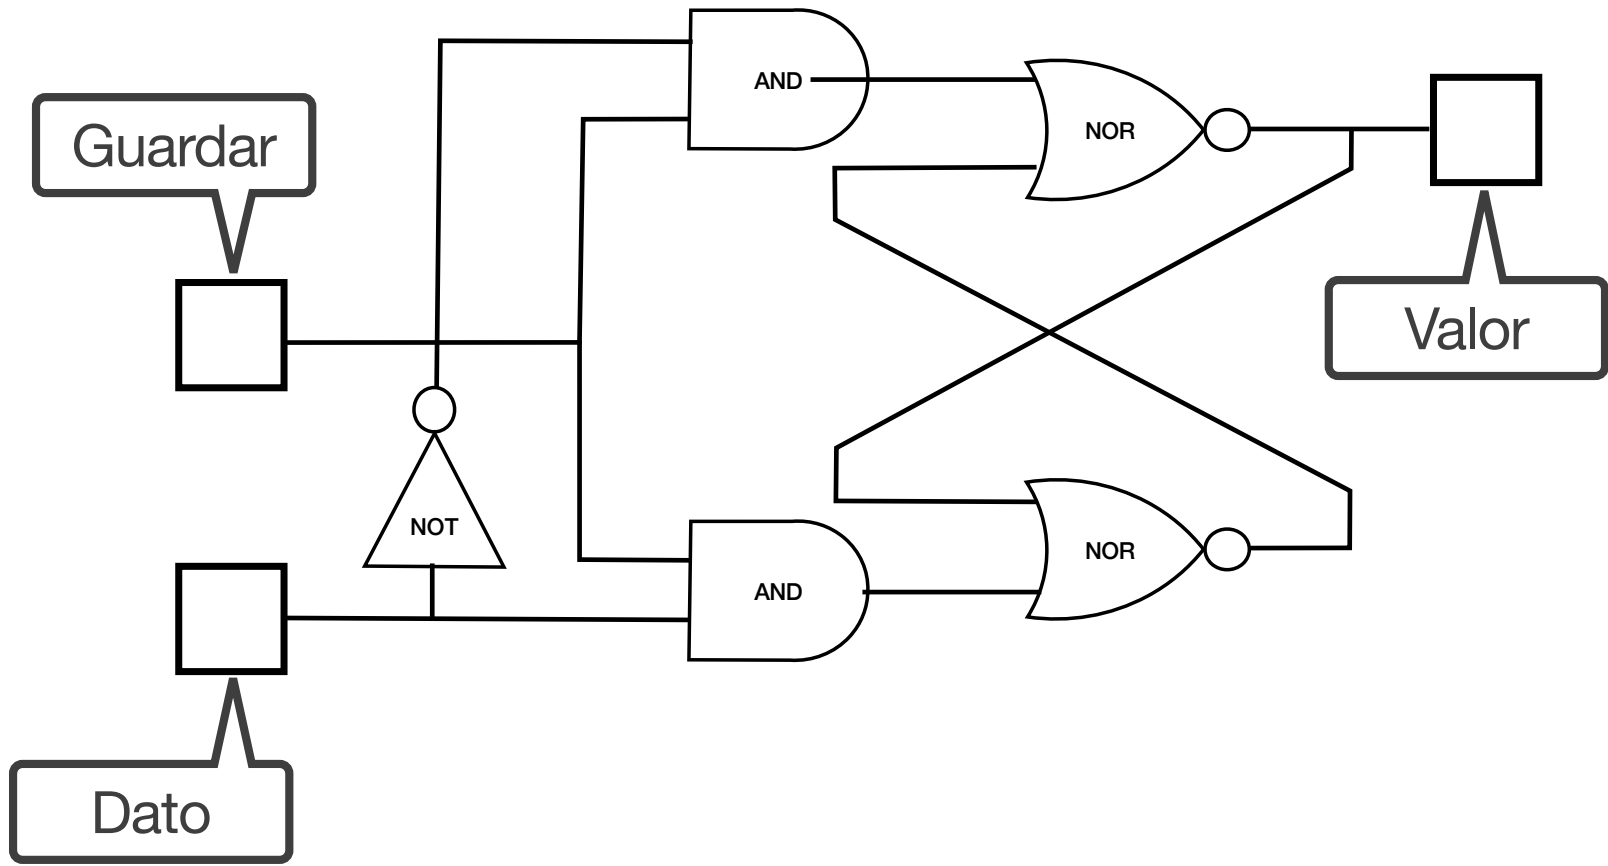 AND
NOR
Guardar
Valor
NOT
NOR
AND
Dato